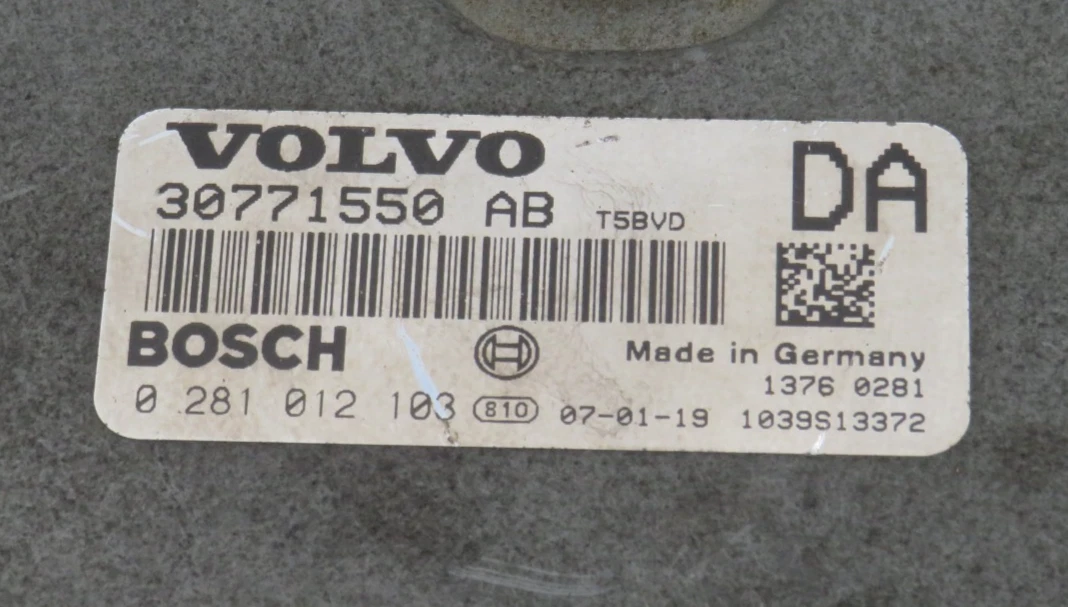 VOLVO
30771550 AB T5BVD
DA
BOSCH
Made in Germany
1376 0281
0 281 012 103 810 07-01-19 1039S13372